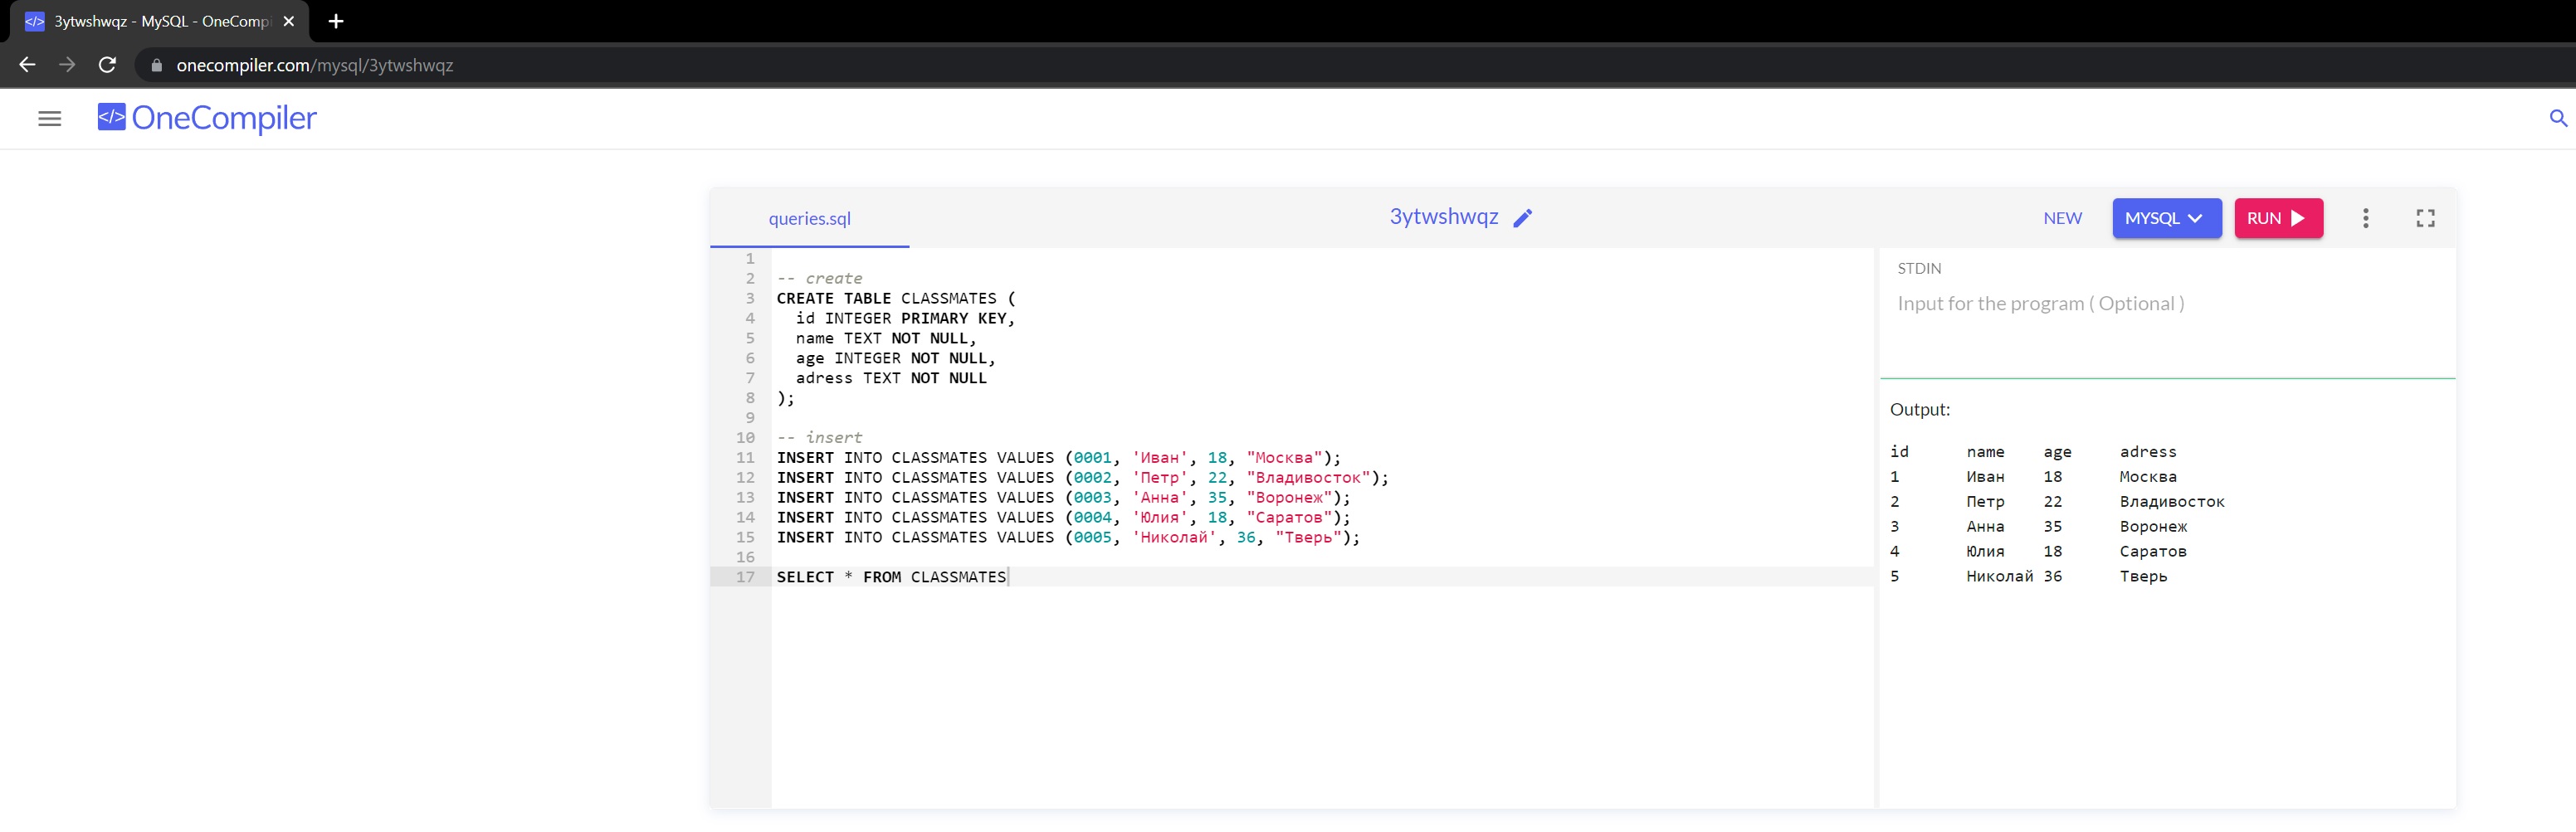 3ytwshwqz - MySQL - OneComp
onecompiler.com/mysql/3ytwshwqz
</> OneCompiler
queries.sql 3ytwshwqz NEW MYSQL RUN
1
2 -- create
3 CREATE TABLE CLASSMATES (
4 id INTEGER PRIMARY KEY,
5 name TEXT NOT NULL,
6 age INTEGER NOT NULL,
7 adress TEXT NOT NULL
8 );
9
10 -- insert
11 INSERT INTO CLASSMATES VALUES (0001, 'Иван', 18, "Москва");
12 INSERT INTO CLASSMATES VALUES (0002, 'Петр', 22, "Владивосток");
13 INSERT INTO CLASSMATES VALUES (0003, 'Анна', 35, "Воронеж");
14 INSERT INTO CLASSMATES VALUES (0004, 'Юлия', 18, "Саратов");
15 INSERT INTO CLASSMATES VALUES (0005, 'Николай', 36, "Тверь");
16
17 SELECT * FROM CLASSMATES
STDIN
Input for the program ( Optional )
Output:
id name age adress
1 Иван 18 Москва
2 Петр 22 Владивосток
3 Анна 35 Воронеж
4 Юлия 18 Саратов
5 Николай 36 Тверь